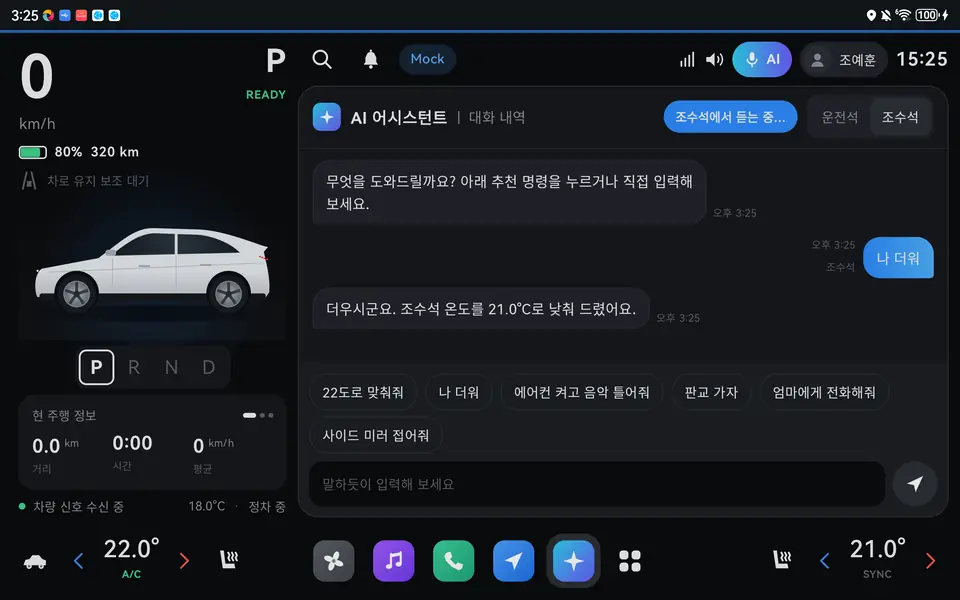 3:25
100
0
km/h
P
READY
80% 320 km
차로 유지 보조 대기
P R N D
현 주행 정보
0.0 km
거리
0:00
시간
0 km/h
평균
차량 신호 수신 중
18.0°C · 정차 중
Mock
AI
조예훈
15:25
AI 어시스턴트 | 대화 내역
조수석에서 듣는 중...
운전석
조수석
무엇을 도와드릴까요? 아래 추천 명령을 누르거나 직접 입력해
보세요.
오후 3:25
오후 3:25
조수석
나 더워
더우시군요. 조수석 온도를 21.0°C로 낮춰 드렸어요.
오후 3:25
22도로 맞춰줘
나 더워
에어컨 켜고 음악 틀어줘
판교 가자
엄마에게 전화해줘
사이드 미러 접어줘
말하듯이 입력해 보세요
22.0°
A/C
21.0°
SYNC